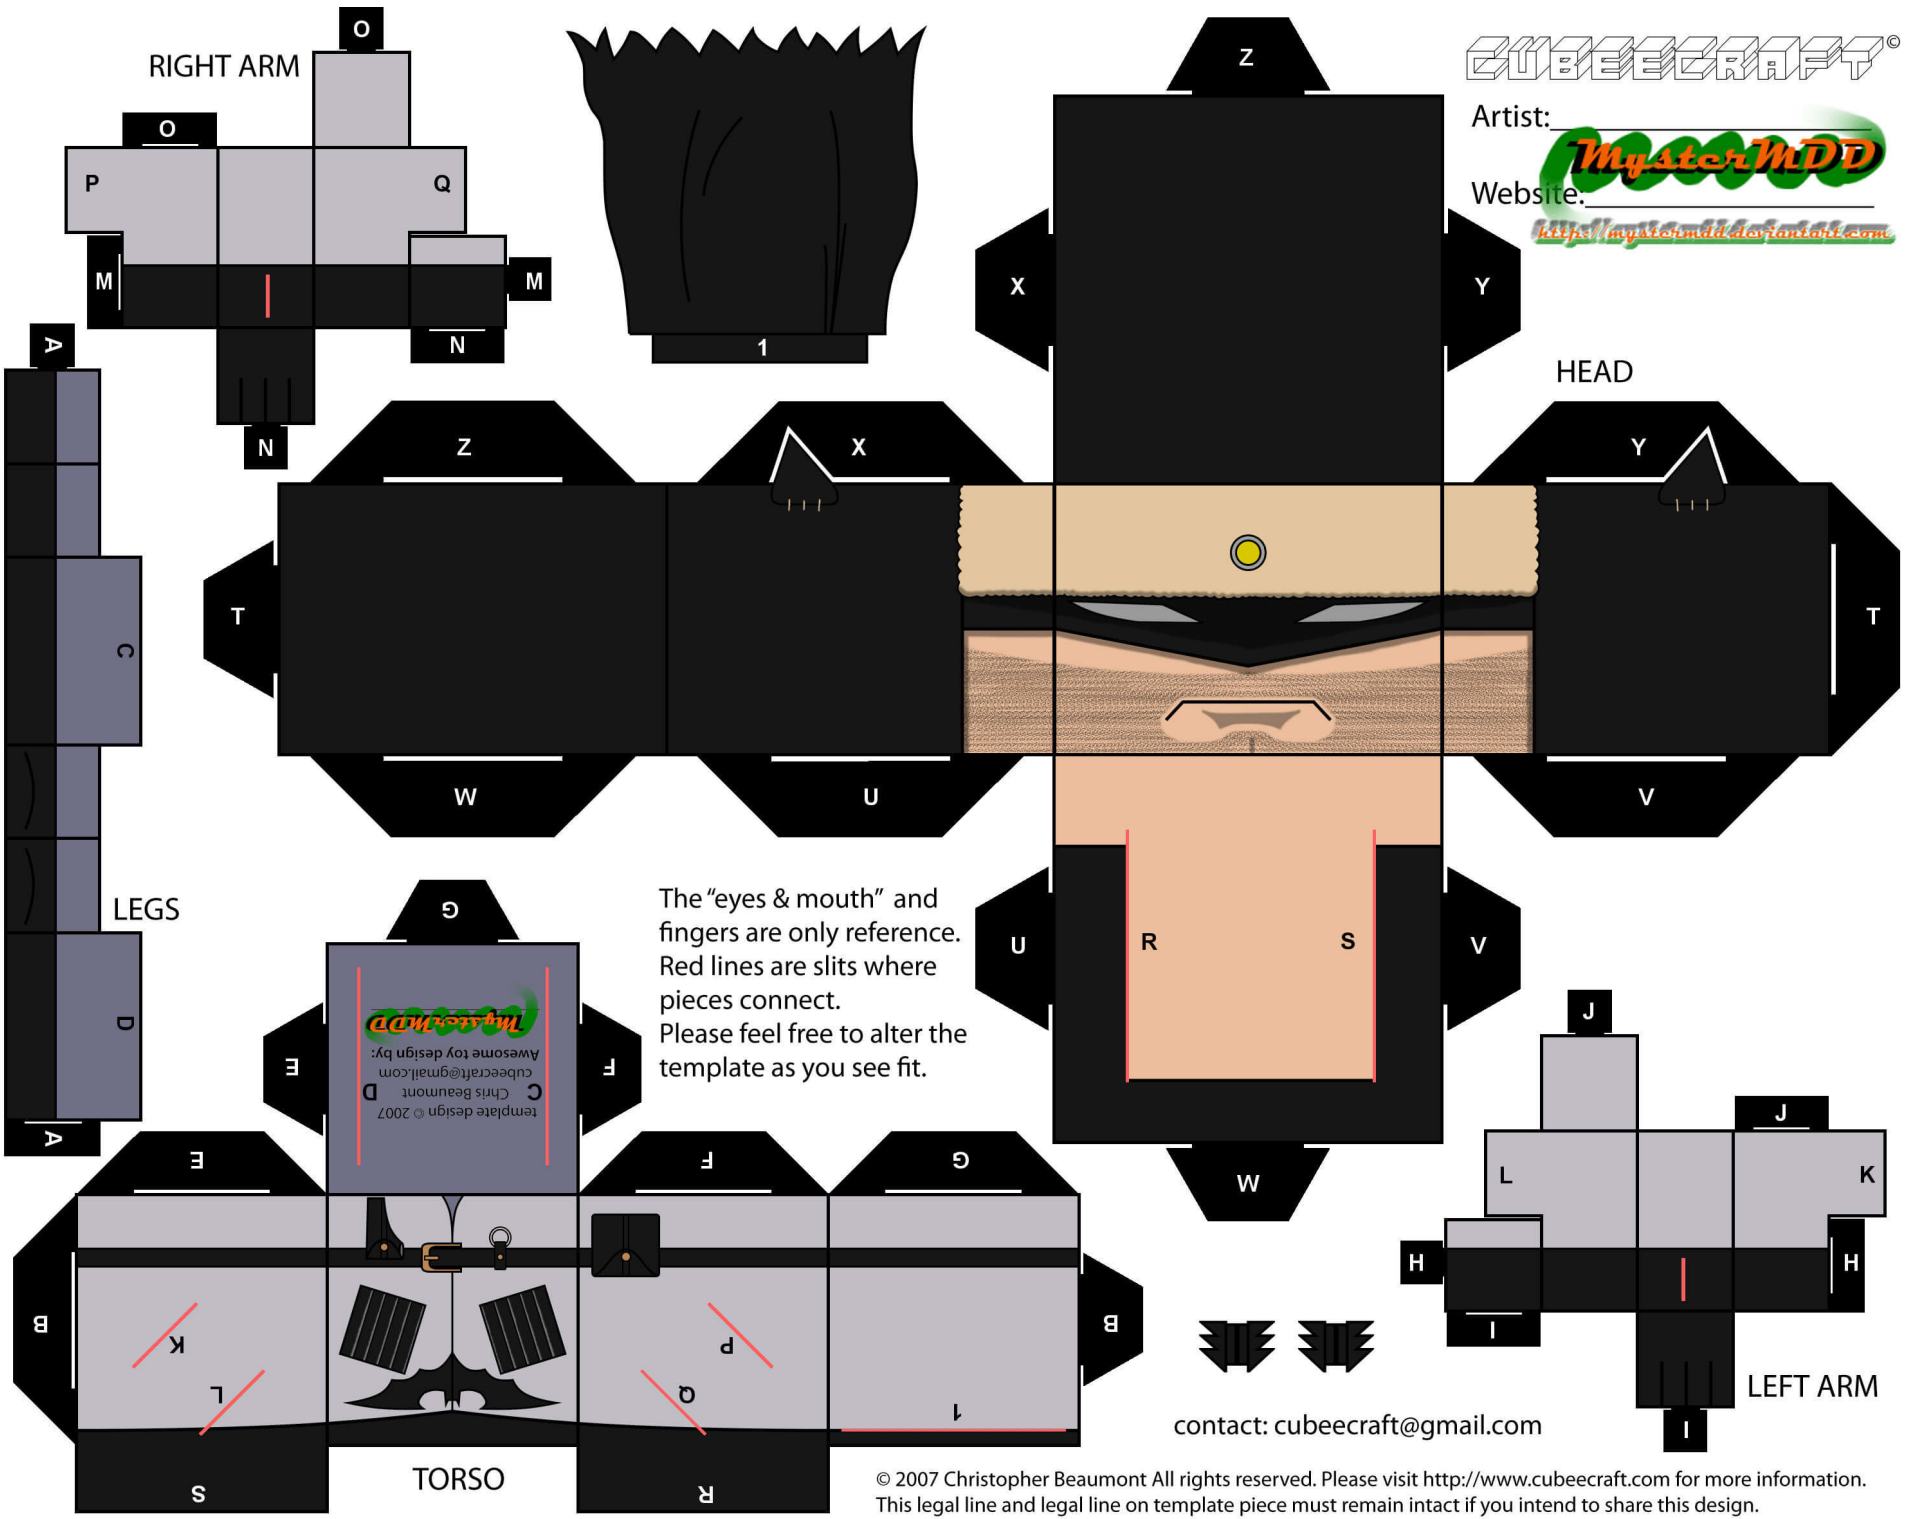 CUBEECRAFT©
Artist:
MysterMDD
Website:
http://mystermdd.deviantart.com
RIGHT ARM
O
O
P
Q
M
M
N
N
1
Z
X
Y
HEAD
Z
X
Y
T
T
W
U
V
A
C
D
A
LEGS
The “eyes & mouth” and
fingers are only reference.
Red lines are slits where
pieces connect.
Please feel free to alter the
template as you see fit.
U
R
S
V
W
G
E
F
template design © 2007
C Chris Beaumont D
cubeecraft@gmail.com
Awesome toy design by:
MysterMDD
E
F
G
B
B
K
L
P
Q
1
S
R
TORSO
J
J
L
K
H
H
I
I
LEFT ARM
contact: cubeecraft@gmail.com
© 2007 Christopher Beaumont All rights reserved. Please visit http://www.cubeecraft.com for more information.
This legal line and legal line on template piece must remain intact if you intend to share this design.